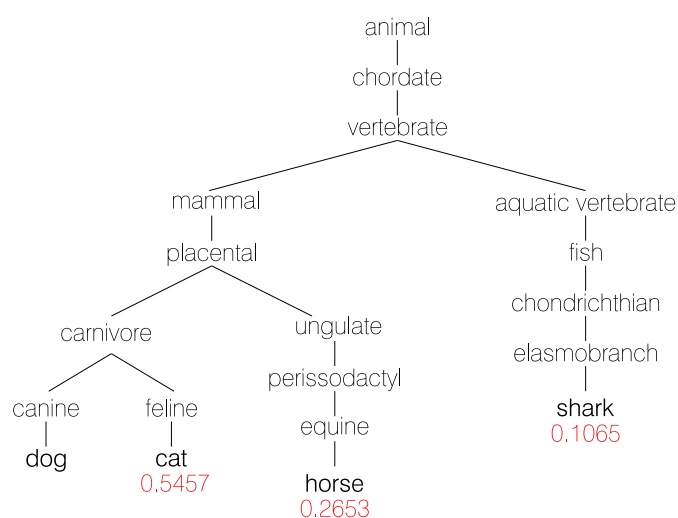 animal
chordate
vertebrate
mammal
aquatic vertebrate
placental
fish
chondrichthian
carnivore
ungulate
elasmobranch
perissodactyl
canine
feline
shark
equine
0.1065
dog
cat
0.5457
horse
0.2653